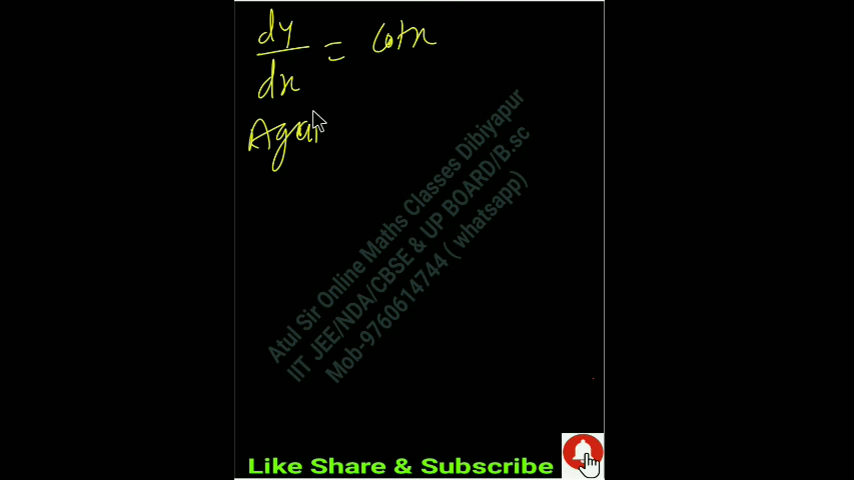 dy/dx = cotx
Agai
Atul Sir Online Maths Classes Dibiyapur
IIT JEE/NDA/CBSE & UP BOARD/B.sc
Mob-9760614744 ( whatsapp)
Like Share & Subscribe